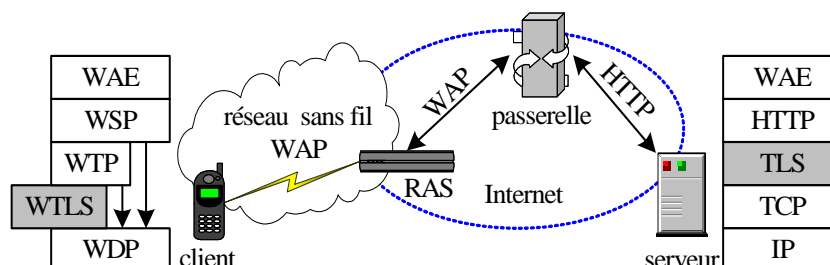 WAE
WSP
WTP
WTLS
WDP
réseau sans fil
WAP
client
RAS
WAP
passerelle
HTTP
Internet
serveur
WAE
HTTP
TLS
TCP
IP